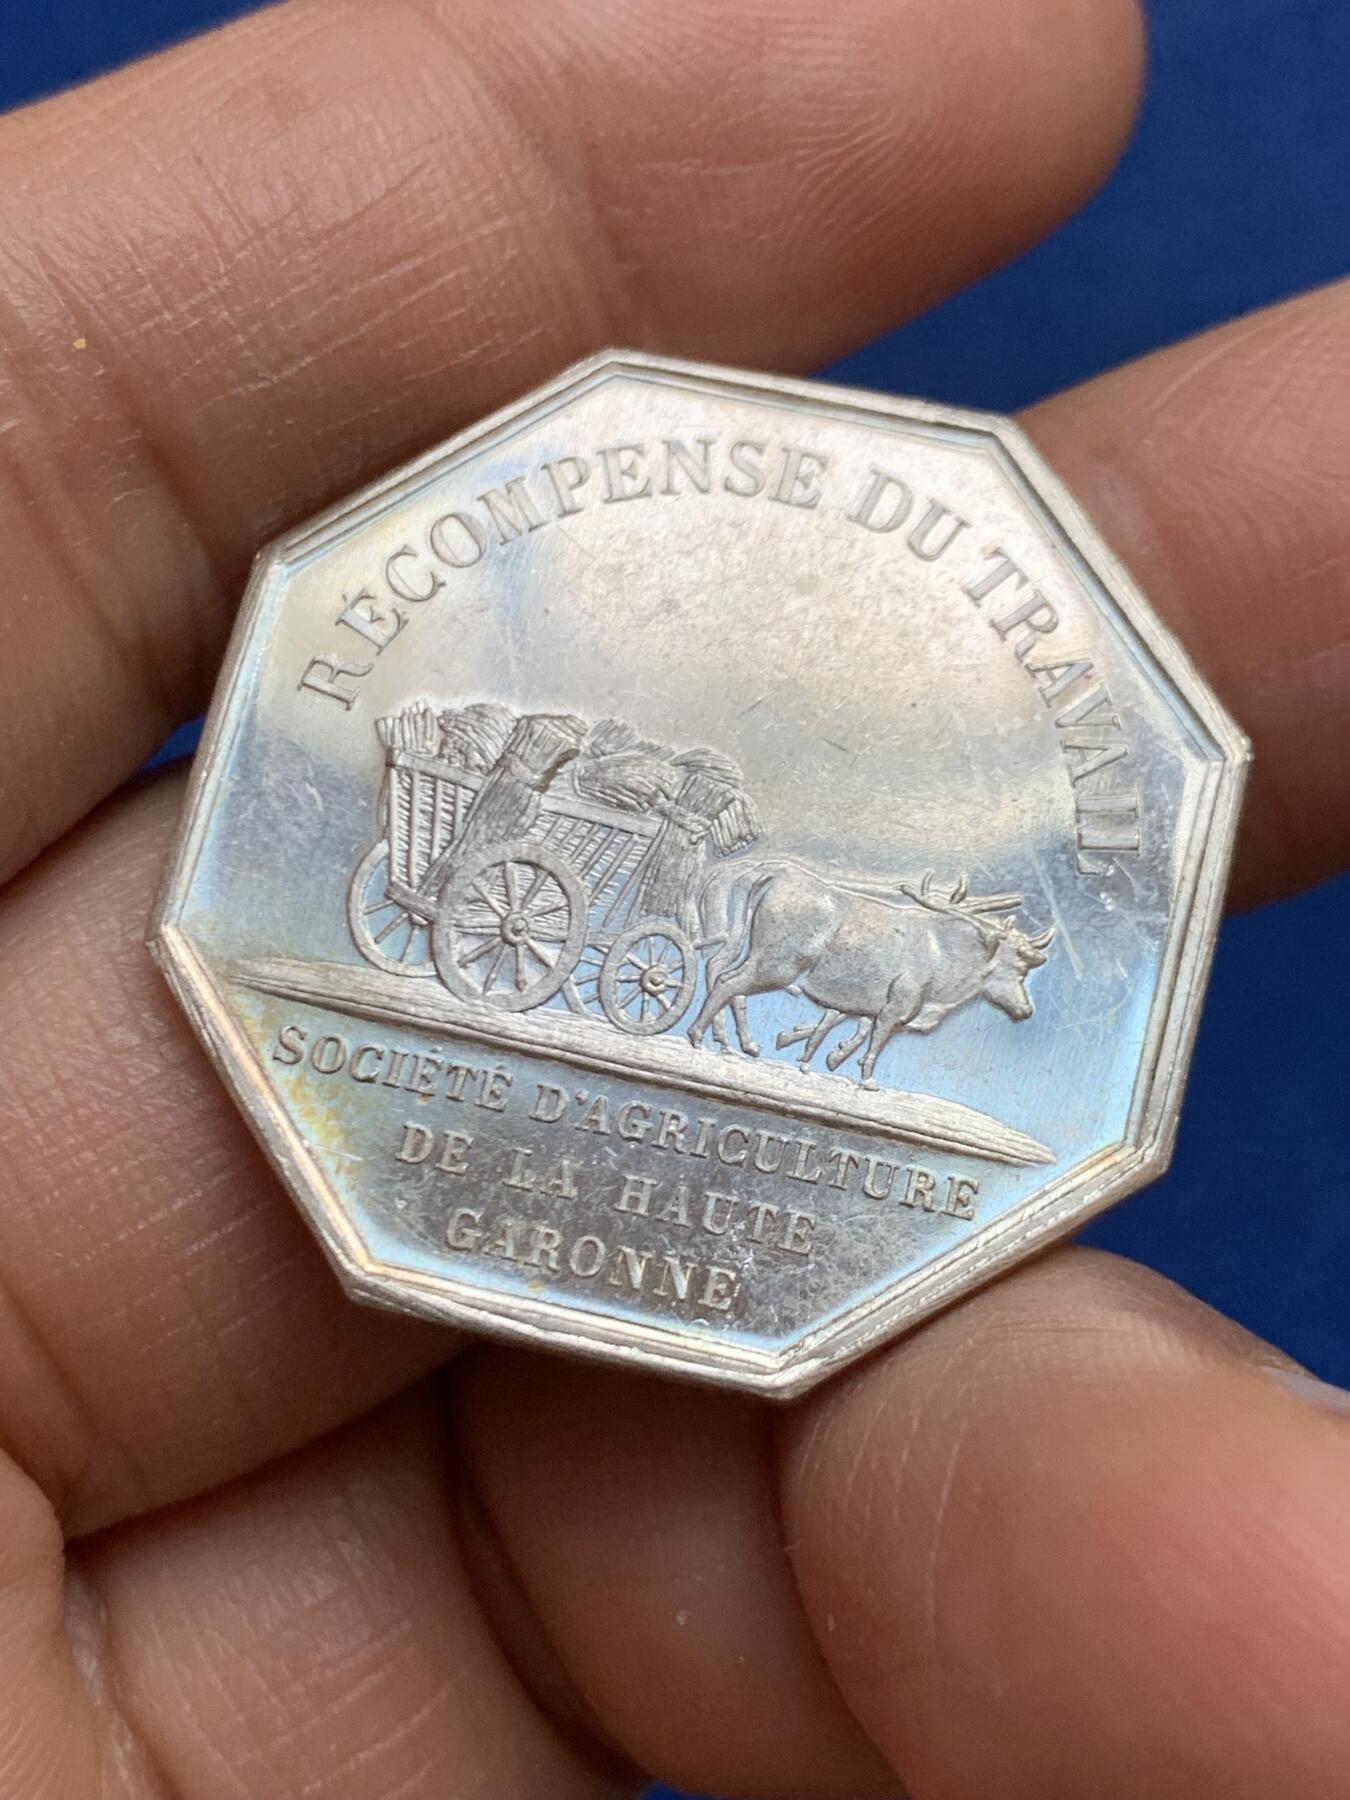 RÉCOMPENSE DU TRAVAIL
SOCIÉTÉ D'AGRICULTURE
DE LA HAUTE
GARONNE